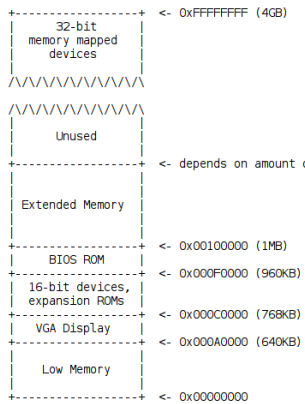 +------------------+  <- 0xFFFFFFFF (4GB)
|      32-bit      |
|  memory mapped   |
|     devices      |
|                  |
/\/\/\/\/\/\/\/\/\/\
/\/\/\/\/\/\/\/\/\/\
|                  |
|      Unused      |
|                  |
+------------------+  <- depends on amount
|                  |
|                  |
| Extended Memory  |
|                  |
|                  |
+------------------+  <- 0x00100000 (1MB)
|     BIOS ROM     |
+------------------+  <- 0x000F0000 (960KB)
|  16-bit devices, |
|  expansion ROMs  |
+------------------+  <- 0x000C0000 (768KB)
|   VGA Display    |
+------------------+  <- 0x000A0000 (640KB)
|                  |
|    Low Memory    |
|                  |
+------------------+  <- 0x00000000